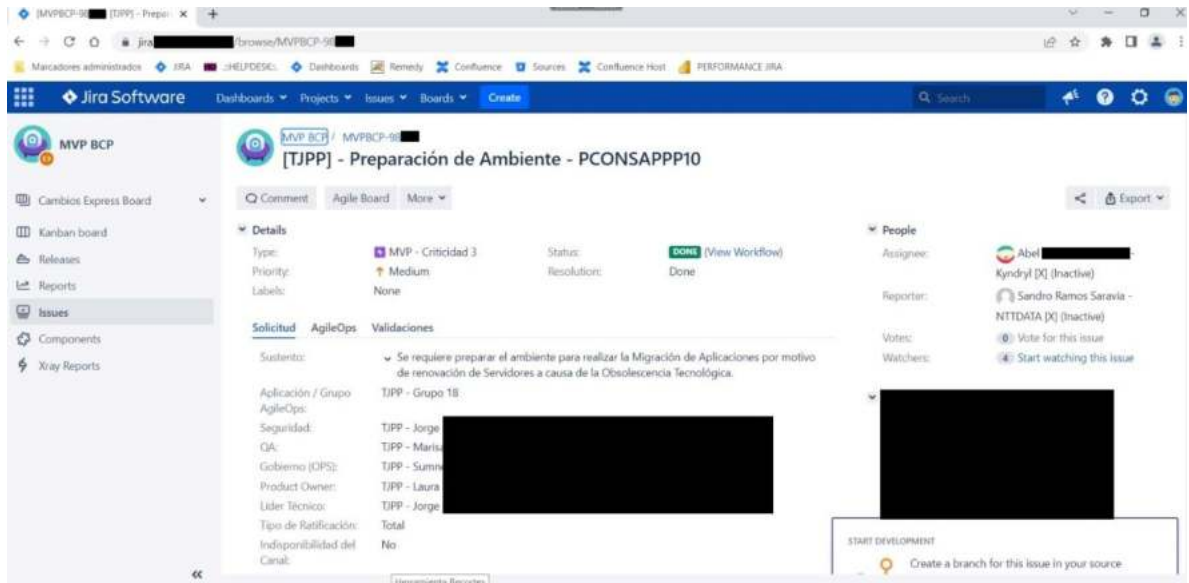 [MVPBCP-98 [TJPP] - Prepar
jira /browse/MVPBCP-98
Marcadores administrados JIRA .::HELPDESK::. Dashboards Remedy Confluence Sources Confluence Host PERFORMANCE JIRA
Jira Software Dashboards Projects Issues Boards Create Search
MVP BCP
Cambios Express Board
Kanban board
Releases
Reports
Issues
Components
Xray Reports
MVP BCP / MVPBCP-98
[TJPP] - Preparación de Ambiente - PCONSAPPP10
Comment Agile Board More Export
Details
Type: MVP - Criticidad 3 Status: DONE (View Workflow)
Priority: Medium Resolution: Done
Labels: None
Solicitud AgileOps Validaciones
Sustento: Se requiere preparar el ambiente para realizar la Migración de Aplicaciones por motivo
de renovación de Servidores a causa de la Obsolescencia Tecnológica.
Aplicación / Grupo TJPP - Grupo 18
AgileOps:
Seguridad: TJPP - Jorge
QA: TJPP - Marisa
Gobierno (OPS): TJPP - Sumn
Product Owner: TJPP - Laura
Líder Técnico: TJPP - Jorge
Tipo de Ratificación: Total
Indisponibilidad del No
Canal:
Herramienta Recortes
People
Assignee: Abel -
Kyndryl [X] (Inactive)
Reporter: Sandro Ramos Saravia -
NTTDATA [X] (Inactive)
Votes: 0 Vote for this issue
Watchers: 4 Start watching this issue
START DEVELOPMENT
Create a branch for this issue in your source